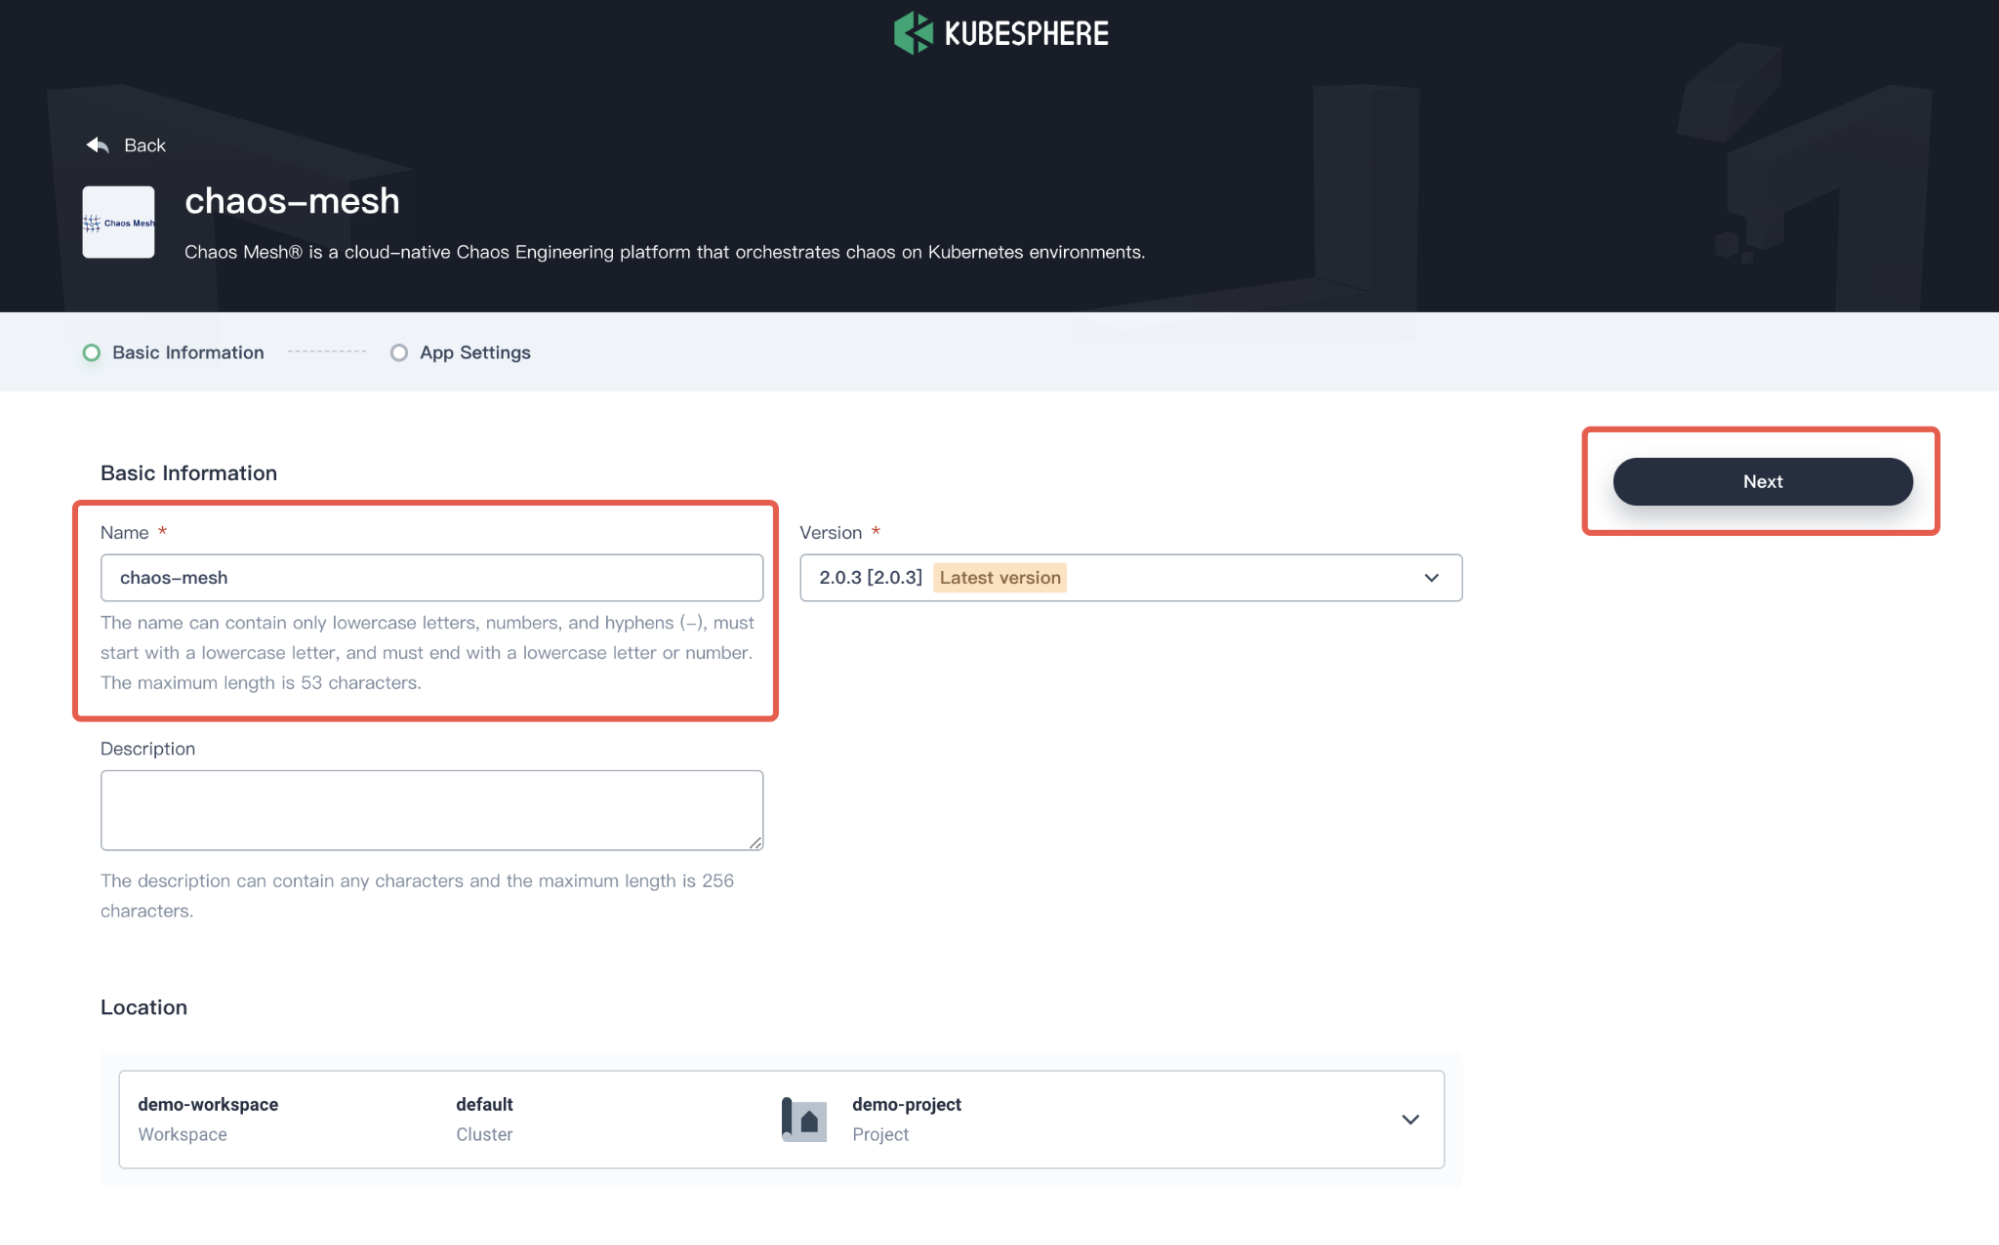 KUBESPHERE
Back
Chaos Mesh
chaos-mesh
Chaos Mesh® is a cloud-native Chaos Engineering platform that orchestrates chaos on Kubernetes environments.
Basic Information
App Settings
Basic Information
Next
Name *
Version *
chaos-mesh
2.0.3 [2.0.3] Latest version
The name can contain only lowercase letters, numbers, and hyphens (-), must
start with a lowercase letter, and must end with a lowercase letter or number.
The maximum length is 53 characters.
Description
The description can contain any characters and the maximum length is 256
characters.
Location
demo-workspace
Workspace
default
Cluster
demo-project
Project